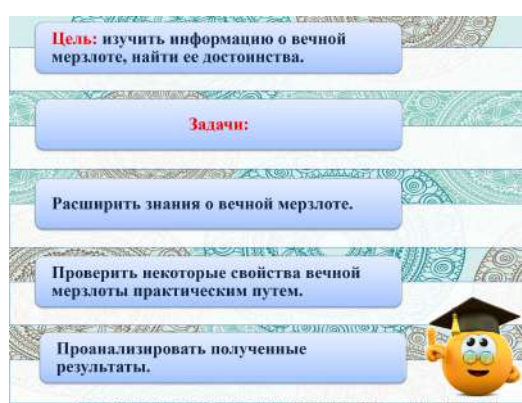 Цель: изучить информацию о вечной
мерзлоте, найти ее достоинства.
Задачи:
Расширить знания о вечной мерзлоте.
Проверить некоторые свойства вечной
мерзлоты практическим путем.
Проанализировать полученные
результаты.